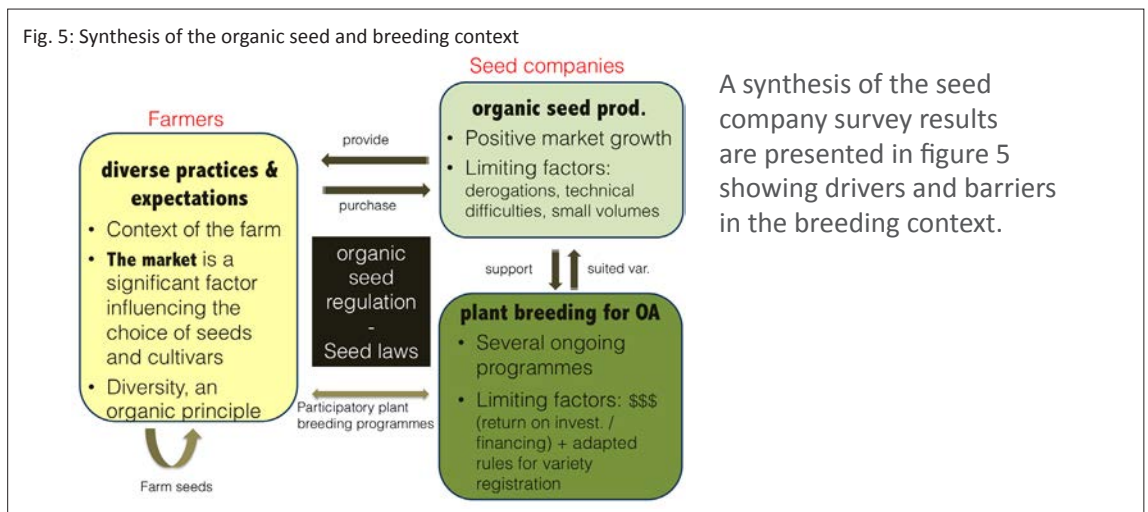 Fig. 5: Synthesis of the organic seed and breeding context
Seed companies
organic seed prod.
• Positive market growth
• Limiting factors:
derogations, technical
difficulties, small volumes
Farmers
diverse practices &
expectations
• Context of the farm
• The market is a
significant factor
influencing the
choice of seeds
and cultivars
• Diversity, an
organic principle
provide
purchase
organic
seed
regulation
-
Seed laws
support
suited var.
plant breeding for OA
• Several ongoing
programmes
• Limiting factors: $$$
(return on invest. /
financing) + adapted
rules for variety
registration
Participatory plant
breeding programmes
Farm seeds
A synthesis of the seed
company survey results
are presented in figure 5
showing drivers and barriers
in the breeding context.